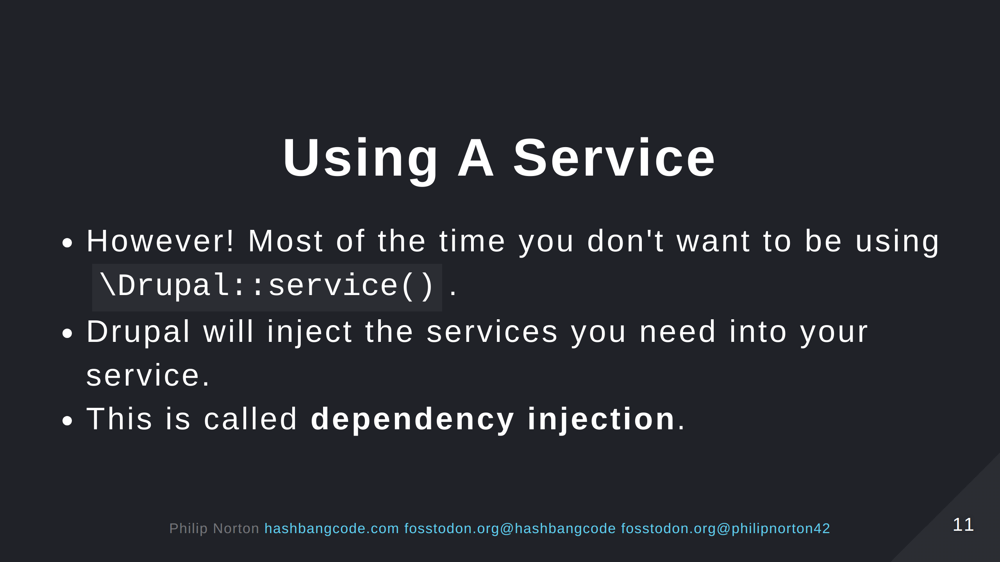 Using A Service
However! Most of the time you don't want to be using
\Drupal::service().
Drupal will inject the services you need into your
service.
This is called dependency injection.
Philip Norton hashbangcode.com fosstodon.org@hashbangcode fosstodon.org@philipnorton42
11